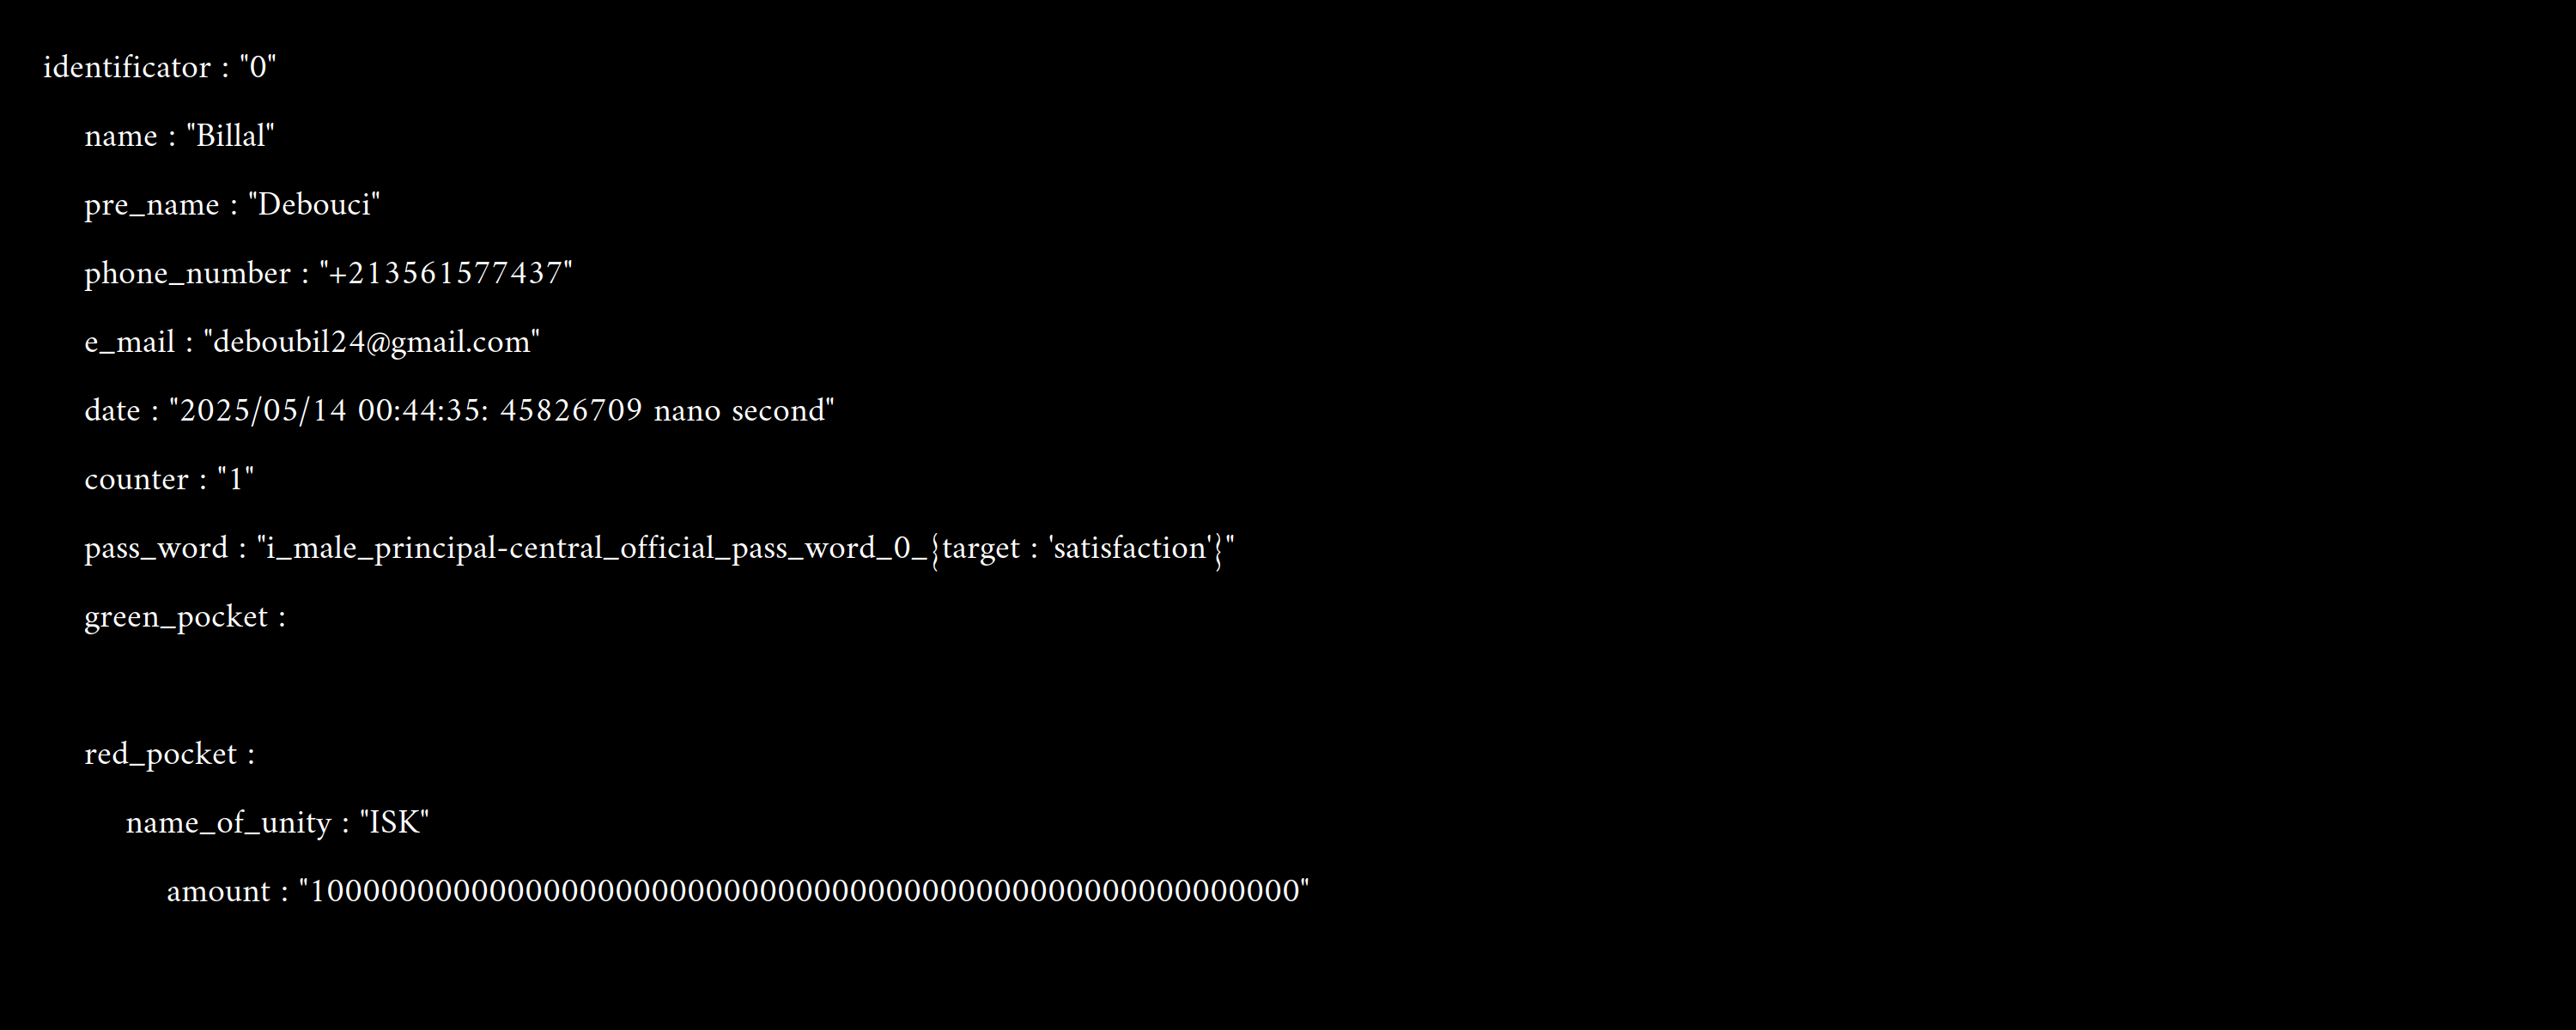 identificator : "0"
name : "Billal"
pre_name : "Debouci"
phone_number : "+213561577437"
e_mail : "deboubil24@gmail.com"
date : "2025/05/14 00:44:35: 45826709 nano second"
counter : "1"
pass_word : "i_male_principal-central_official_pass_word_0_{target : 'satisfaction'}"
green_pocket :
red_pocket :
name_of_unity : "ISK"
amount : "1000000000000000000000000000000000000000000000000000000"